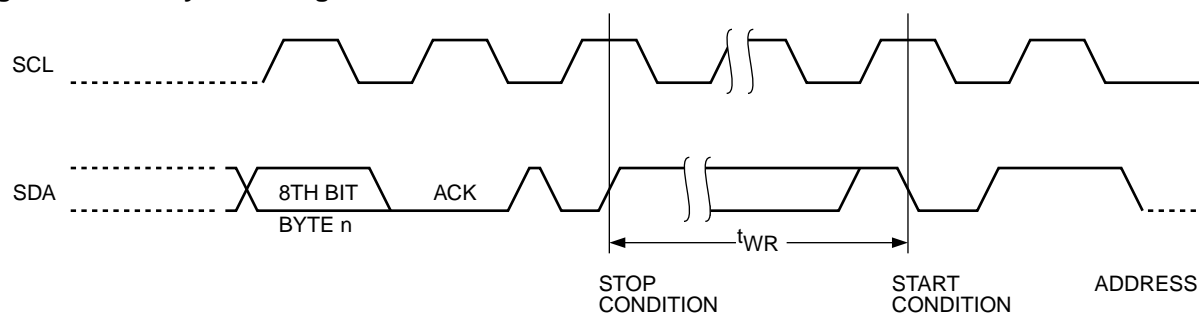 SCL
SDA
8TH BIT
ACK
BYTE n
tWR
STOP
CONDITION
START
CONDITION
ADDRESS